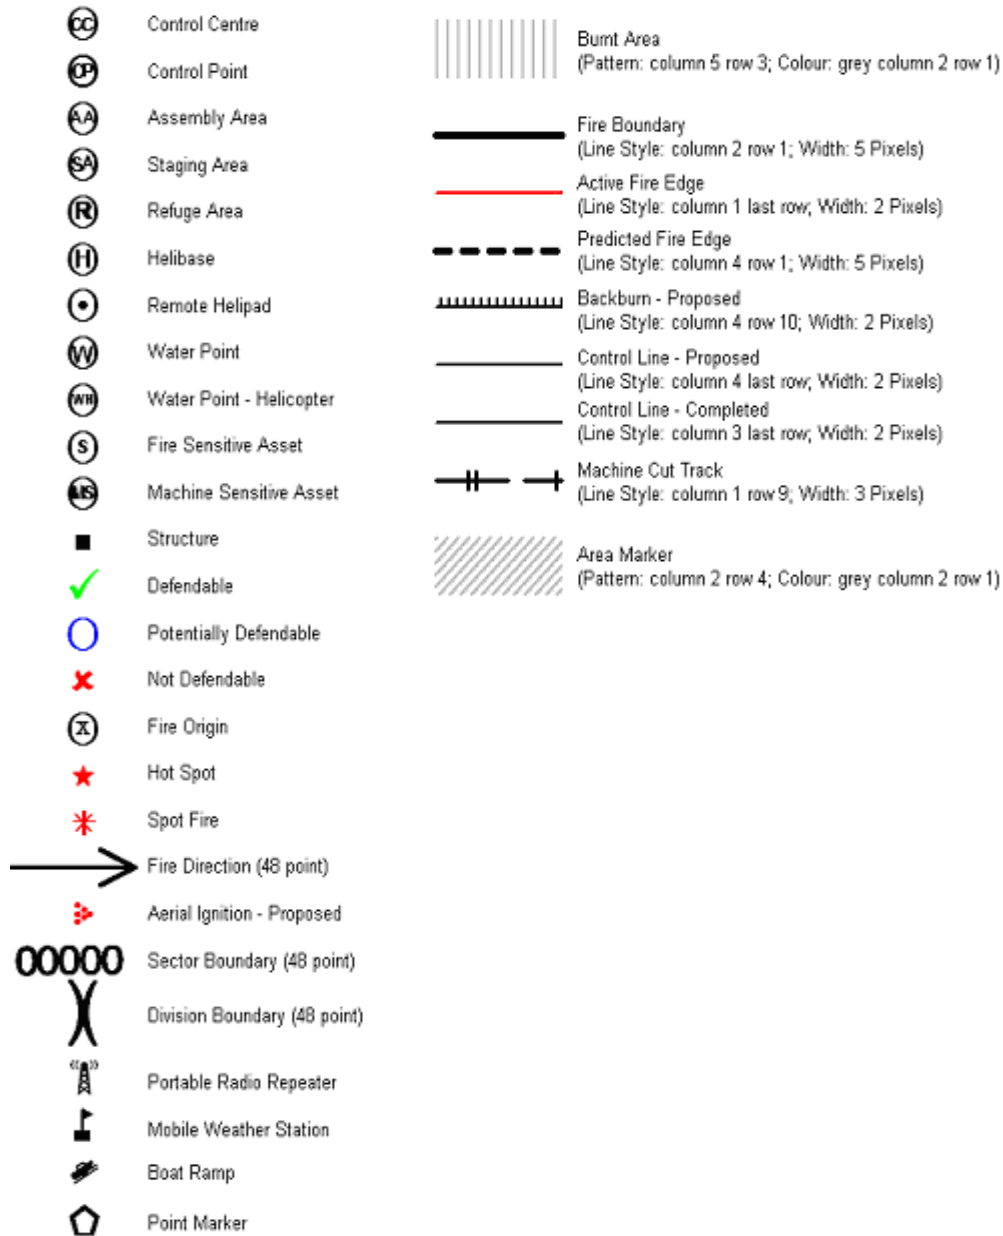 CC Control Centre
CP Control Point
AA Assembly Area
SA Staging Area
R Refuge Area
H Helibase
Remote Helipad
W Water Point
WH Water Point - Helicopter
S Fire Sensitive Asset
MS Machine Sensitive Asset
Structure
Defendable
Potentially Defendable
Not Defendable
X Fire Origin
Hot Spot
Spot Fire
Fire Direction (48 point)
Aerial Ignition - Proposed
Sector Boundary (48 point)
Division Boundary (48 point)
Portable Radio Repeater
Mobile Weather Station
Boat Ramp
Point Marker
Burnt Area
(Pattern: column 5 row 3; Colour: grey column 2 row 1)
Fire Boundary
(Line Style: column 2 row 1; Width: 5 Pixels)
Active Fire Edge
(Line Style: column 1 last row; Width: 2 Pixels)
Predicted Fire Edge
(Line Style: column 4 row 1; Width: 5 Pixels)
Backburn - Proposed
(Line Style: column 4 row 10; Width: 2 Pixels)
Control Line - Proposed
(Line Style: column 4 last row; Width: 2 Pixels)
Control Line - Completed
(Line Style: column 3 last row; Width: 2 Pixels)
Machine Cut Track
(Line Style: column 1 row 9; Width: 3 Pixels)
Area Marker
(Pattern: column 2 row 4; Colour: grey column 2 row 1)